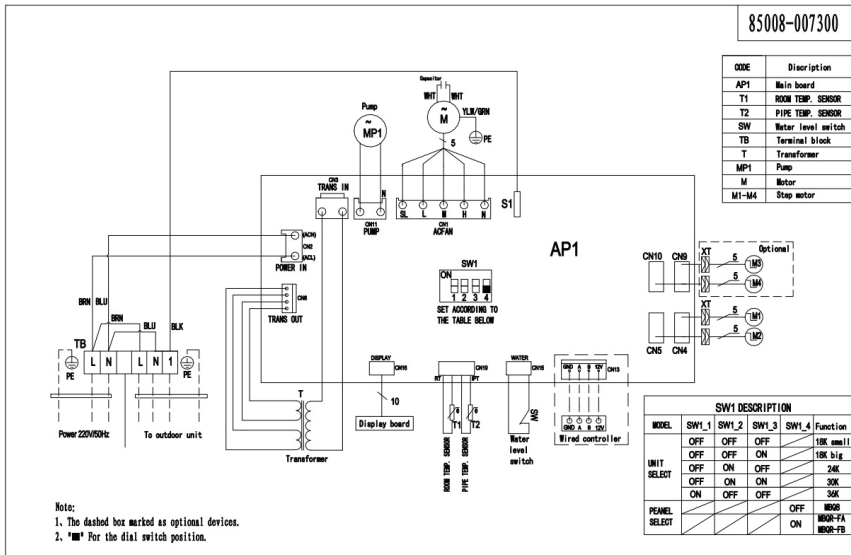 85008-007300
CODE Discription
AP1 Main board
T1 ROOM TEMP. SENSOR
T2 PIPE TEMP. SENSOR
SW Water level switch
TB Terminal block
T Transformer
MP1 Pump
M Motor
M1-M4 Step motor
Capacitor
WHT WHT
~
M
YLW/GRN
PE
5
Pump
~
MP1
CN3
TRANS IN
N
CN11
PUMP
SL L M H N
CN1
ACFAN
S1
AP1
(ACN)
CN2
(ACL)
POWER IN
CN6
TRANS OUT
SW1
ON
1 2 3 4
SET ACCORDING TO
THE TABLE BELOW
CN10 CN9 XT 5 M3
Optional
5 M4
XT 5 M1
5 M2
CN5 CN4
BRN BLU
BRN
BLU
BLK
TB
L N L N 1
PE
PE
Power 220V/50Hz
To outdoor unit
T
Transformer
DISPLAY
CN16
10
Display board
CN19
RT IPT
T1 T2
ROOM TEMP. SENSOR
PIPE TEMP. SENSOR
WATER
CN15
SW
Water
level
switch
GND A B 12V
CN13
GND A B 12V
Wired controller
SW1 DESCRIPTION
MODEL SW1_1 SW1_2 SW1_3 SW1_4 Function
UNIT
SELECT
OFF OFF OFF 18K small
OFF OFF ON 18K big
OFF ON OFF 24K
OFF ON ON 30K
ON OFF OFF 36K
PEANEL
SELECT
OFF
ON
MBQR-FA
MBQR-FB
Note:
1、The dashed box marked as optional devices.
2、"■" For the dial switch position.